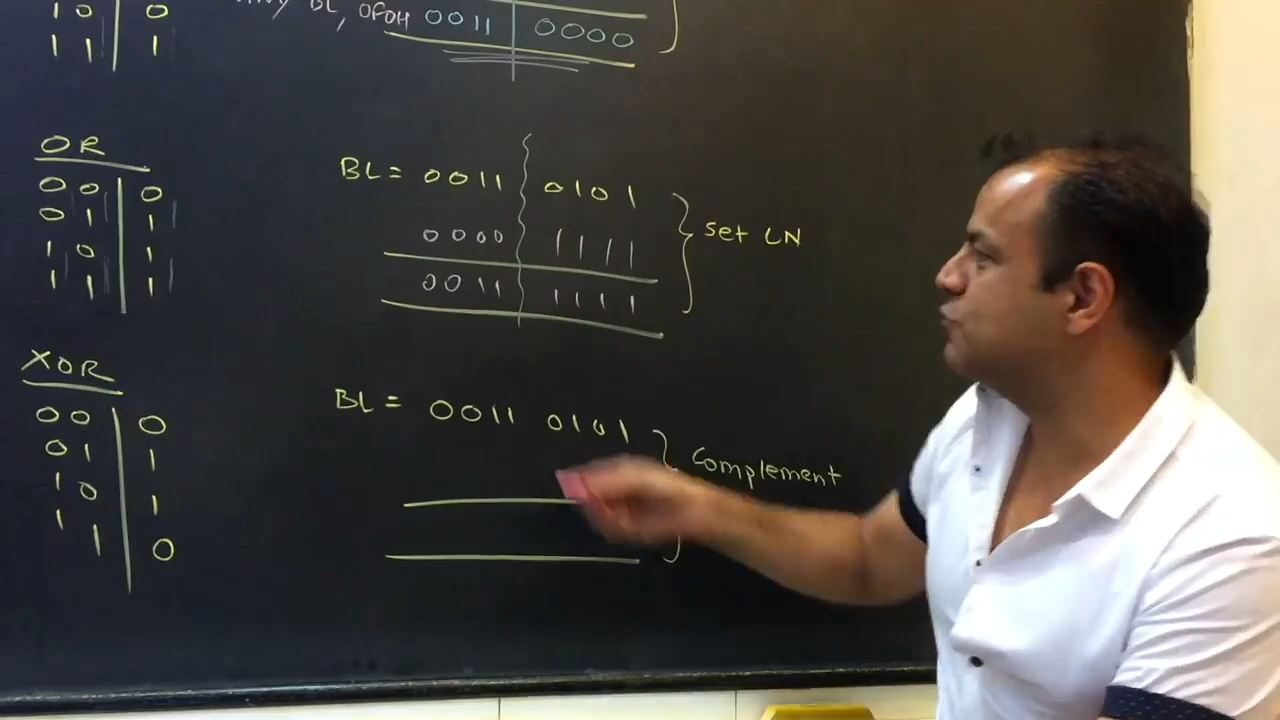 1 0 | 0
1 1 | 1
BL, 0F0H 0011 | 0000
OR
0 0 | 0
0 1 | 1
1 0 | 1
1 1 | 1
BL = 0011 0101
0000 1111
0011 1111
} Set LN
XOR
0 0 | 0
0 1 | 1
1 0 | 1
1 1 | 0
BL = 0011 0101
} Complement